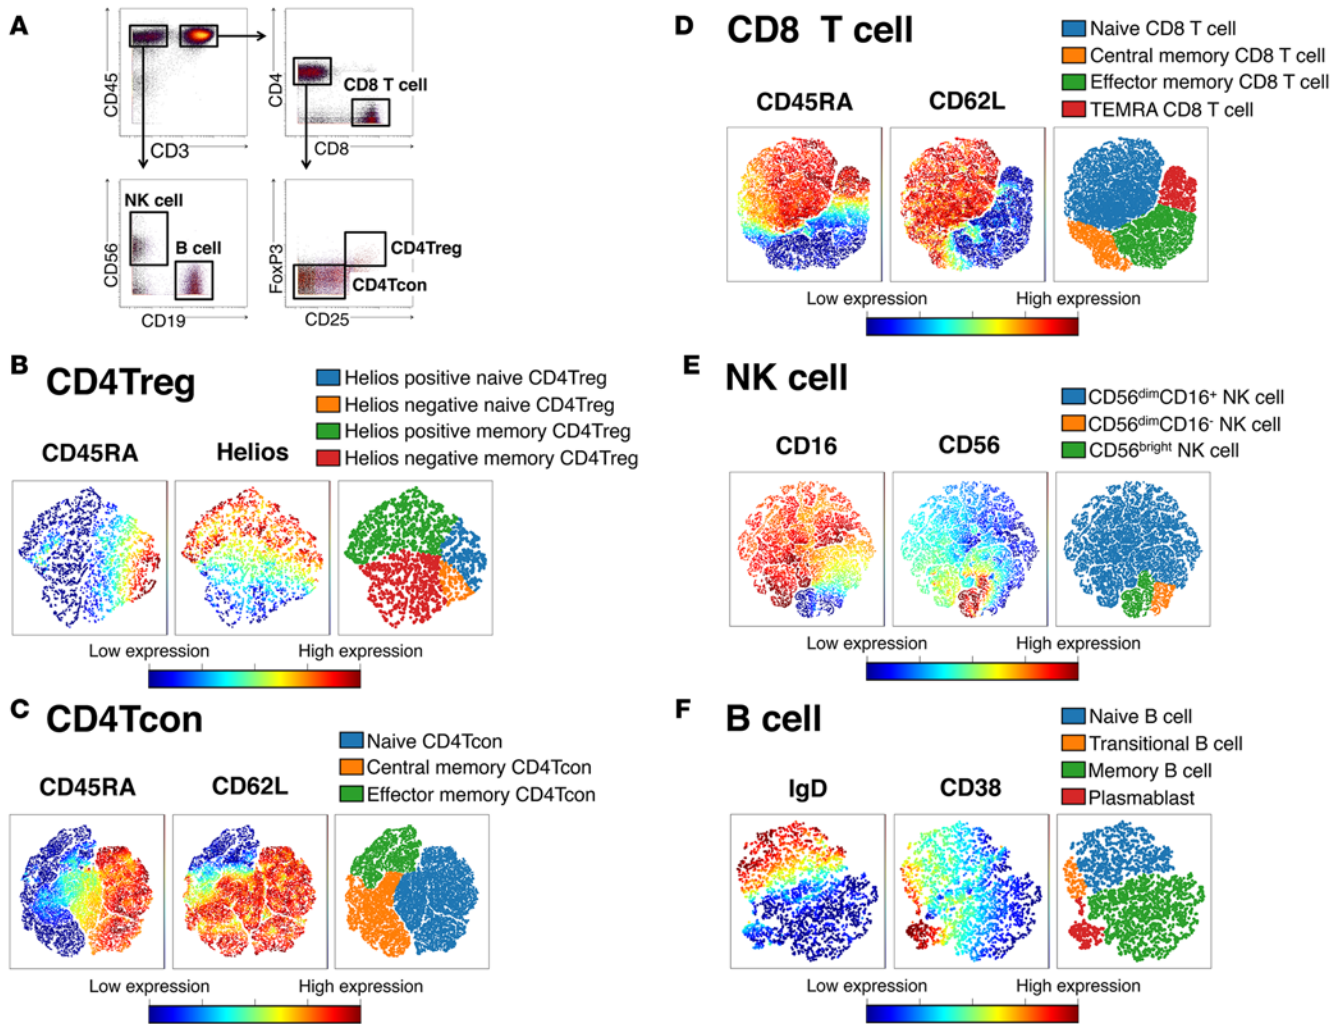 A
CD45
CD3
CD4
CD8 T cell
CD8
NK cell
B cell
CD56
CD19
FoxP3
CD4Treg
CD4Tcon
CD25
B
CD4Treg
Helios positive naive CD4Treg
Helios negative naive CD4Treg
Helios positive memory CD4Treg
Helios negative memory CD4Treg
CD45RA
Helios
Low expression
High expression
C
CD4Tcon
Naive CD4Tcon
Central memory CD4Tcon
Effector memory CD4Tcon
CD45RA
CD62L
Low expression
High expression
D
CD8 T cell
Naive CD8 T cell
Central memory CD8 T cell
Effector memory CD8 T cell
TEMRA CD8 T cell
CD45RA
CD62L
Low expression
High expression
E
NK cell
CD56dimCD16+ NK cell
CD56dimCD16- NK cell
CD56bright NK cell
CD16
CD56
Low expression
High expression
F
B cell
Naive B cell
Transitional B cell
Memory B cell
Plasmablast
IgD
CD38
Low expression
High expression